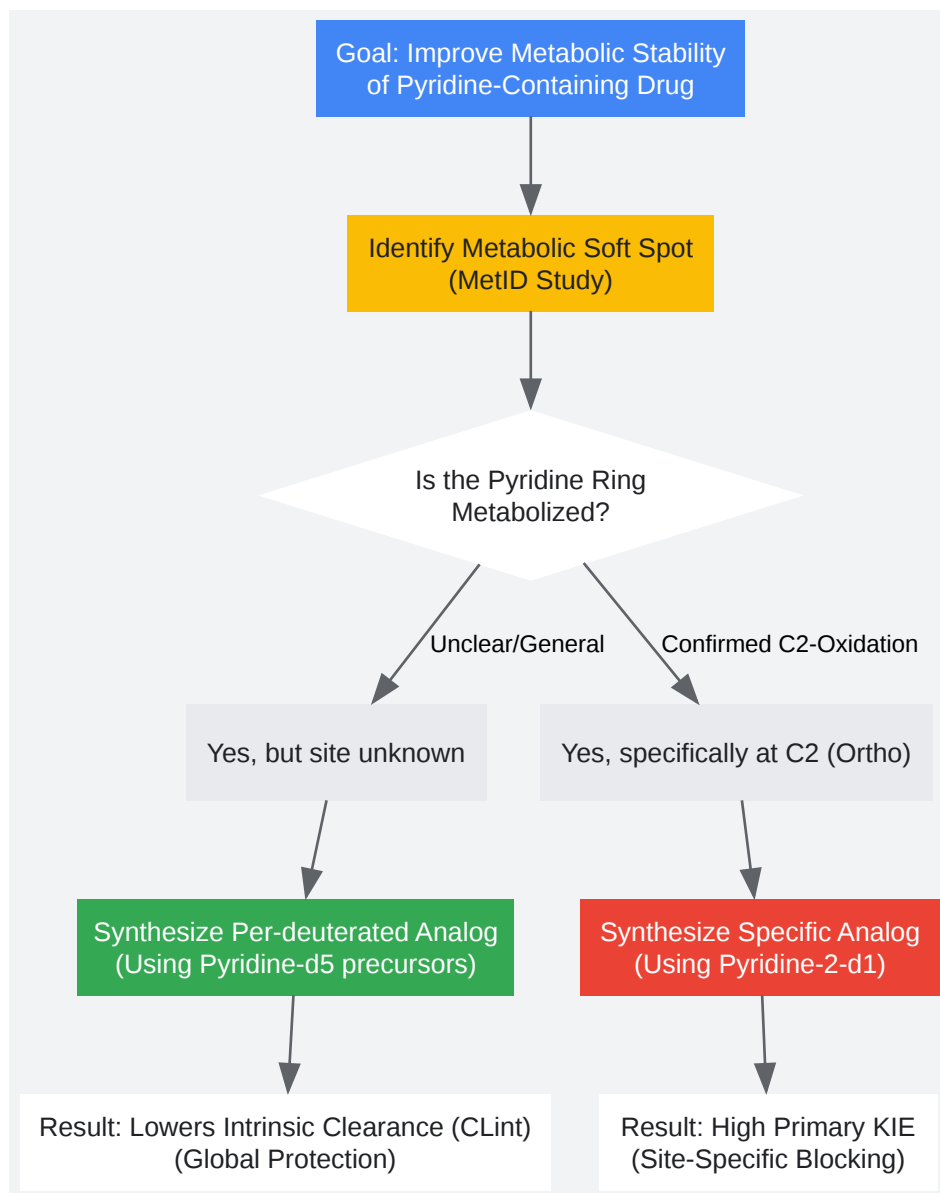 Goal: Improve Metabolic Stability
of Pyridine-Containing Drug
Identify Metabolic Soft Spot
(MetID Study)
Is the Pyridine Ring
Metabolized?
Unclear/General
Confirmed C2-Oxidation
Yes, but site unknown
Yes, specifically at C2 (Ortho)
Synthesize Per-deuterated Analog
(Using Pyridine-d5 precursors)
Synthesize Specific Analog
(Using Pyridine-2-d1)
Result: Lowers Intrinsic Clearance (CLint)
(Global Protection)
Result: High Primary KIE
(Site-Specific Blocking)